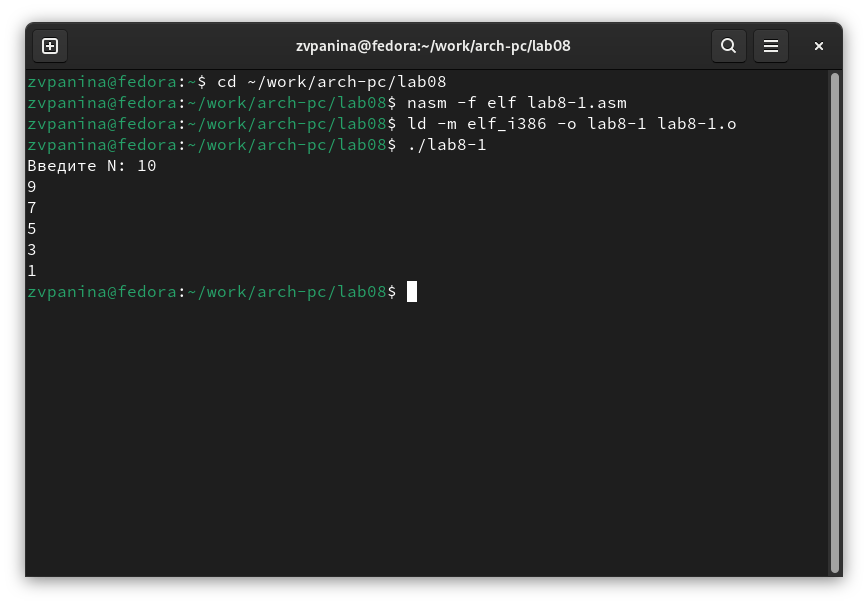 zvpanina@fedora:~/work/arch-pc/lab08
zvpanina@fedora:~$ cd ~/work/arch-pc/lab08
zvpanina@fedora:~/work/arch-pc/lab08$ nasm -f elf lab8-1.asm
zvpanina@fedora:~/work/arch-pc/lab08$ ld -m elf_i386 -o lab8-1 lab8-1.o
zvpanina@fedora:~/work/arch-pc/lab08$ ./lab8-1
Введите N: 10
9
7
5
3
1
zvpanina@fedora:~/work/arch-pc/lab08$